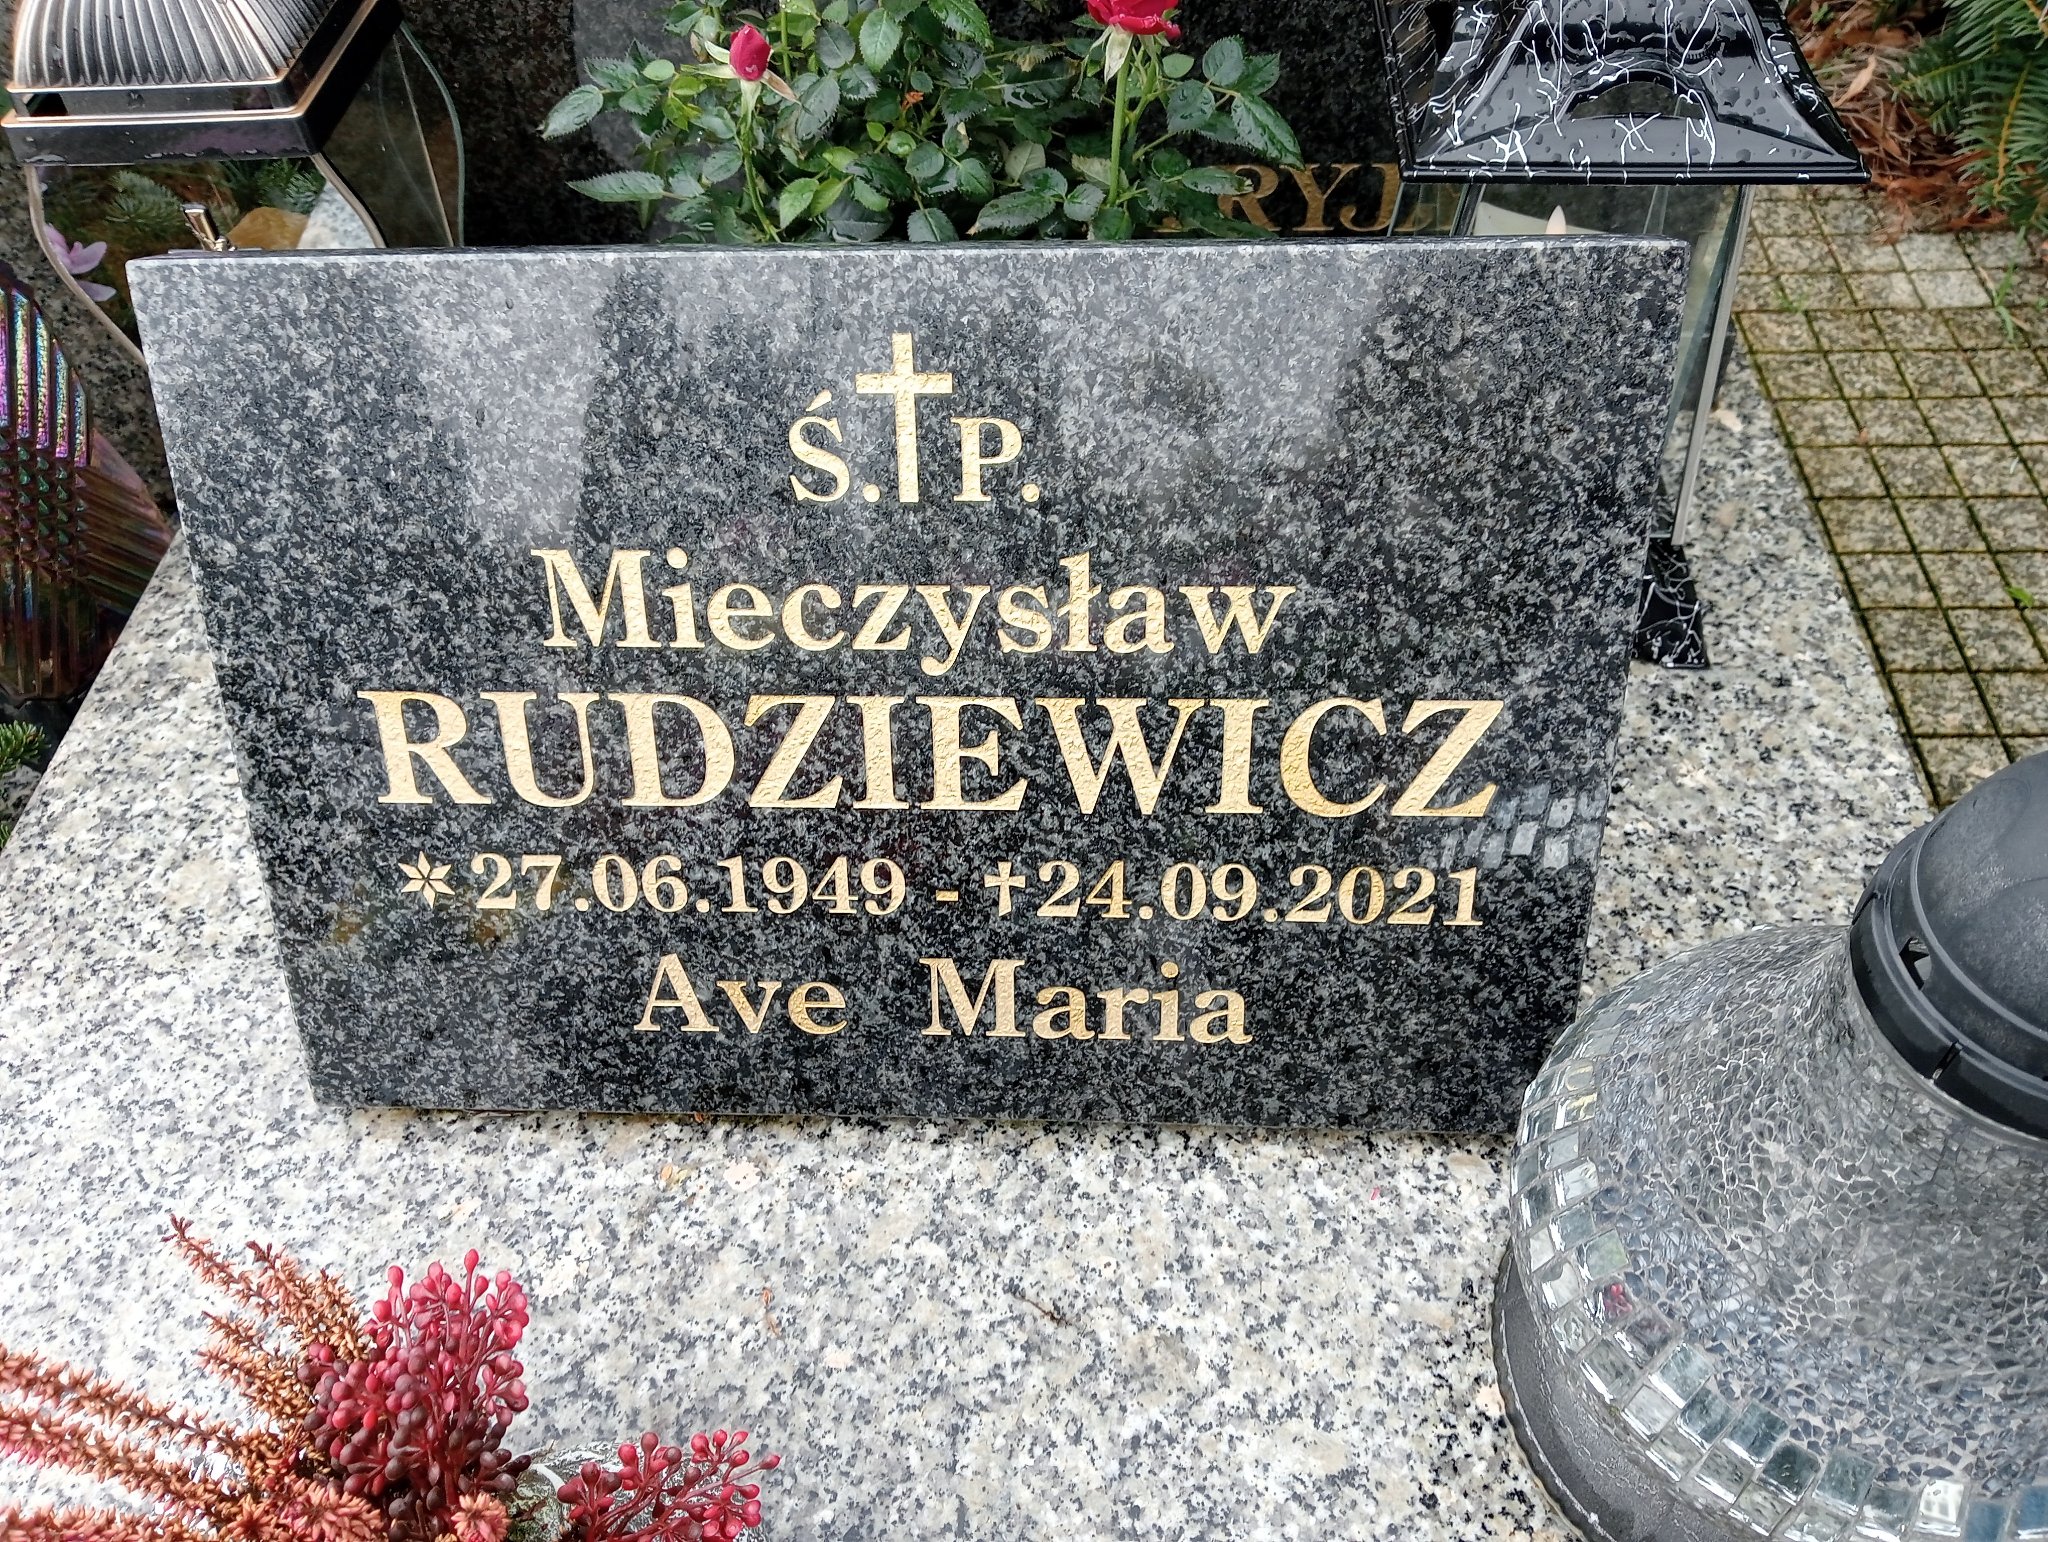 Ś.†P.
Mieczysław
RUDZIEWICZ
*27.06.1949 - †24.09.2021
Ave Maria